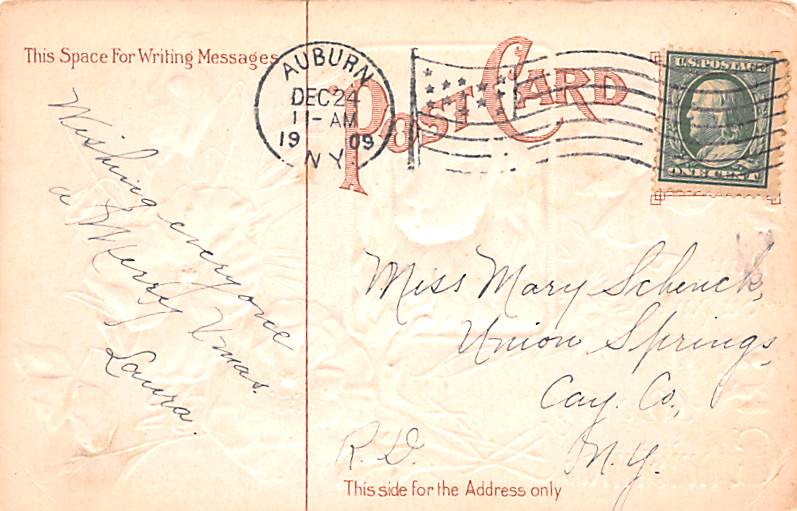 This Space For Writing Messages
AUBURN
DEC 24
11-AM
19 09
N.Y.
POST CARD
U.S. POSTAGE
ONE CENT
Wishing everyone
a Merry Xmas.
Laura.
Miss Mary Schenck,
Union Springs,
Cay. Co.,
R.D. N.Y.
This side for the Address only